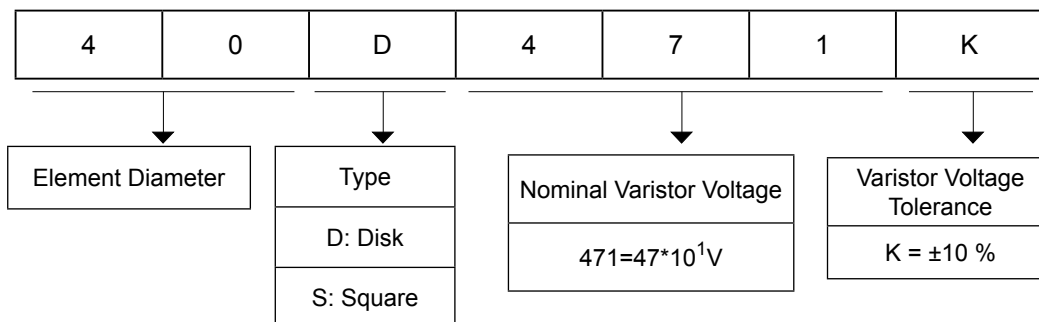 4 0 D 4 7 1 K
Element Diameter
Type
D: Disk
S: Square
Nominal Varistor Voltage
471=47*10¹V
Varistor Voltage
Tolerance
K = ±10 %